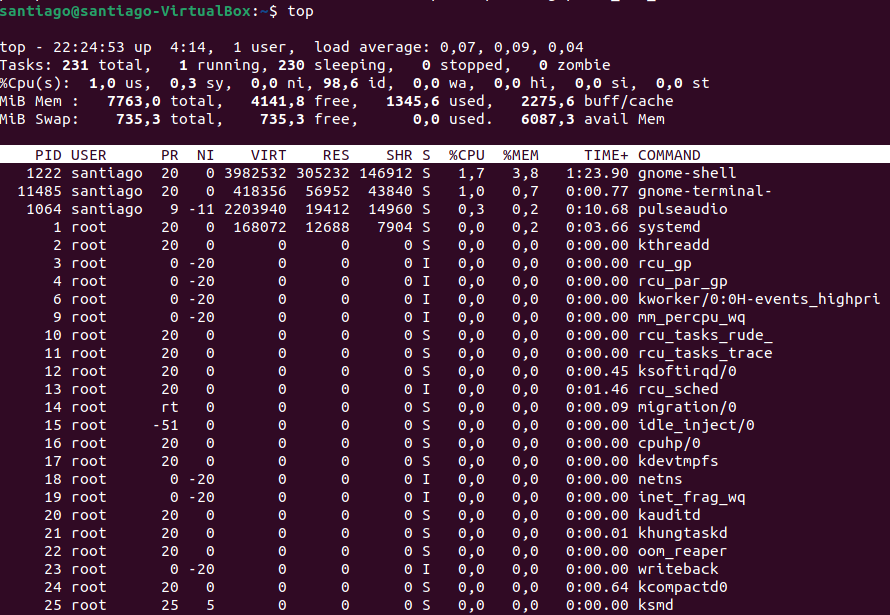 santiago@santiago-VirtualBox:~$ top
top - 22:24:53 up  4:14,  1 user,  load average: 0,07, 0,09, 0,04
Tasks: 231 total,   1 running, 230 sleeping,   0 stopped,   0 zombie
%Cpu(s):  1,0 us,  0,3 sy,  0,0 ni, 98,6 id,  0,0 wa,  0,0 hi,  0,0 si,  0,0 st
MiB Mem :   7763,0 total,   4141,8 free,   1345,6 used,   2275,6 buff/cache
MiB Swap:    735,3 total,    735,3 free,      0,0 used.   6087,3 avail Mem
PID USER      PR  NI    VIRT    RES    SHR S  %CPU  %MEM     TIME+ COMMAND
1222 santiago  20   0 3982532 305232 146912 S   1,7   3,8   1:23.90 gnome-shell
11485 santiago  20   0  418356  56952  43840 S   1,0   0,7   0:00.77 gnome-terminal-
1064 santiago   9 -11 2203940  19412  14960 S   0,3   0,2   0:10.68 pulseaudio
1 root      20   0  168072  12688   7904 S   0,0   0,2   0:03.66 systemd
2 root      20   0       0      0      0 S   0,0   0,0   0:00.00 kthreadd
3 root       0 -20       0      0      0 I   0,0   0,0   0:00.00 rcu_gp
4 root       0 -20       0      0      0 I   0,0   0,0   0:00.00 rcu_par_gp
6 root       0 -20       0      0      0 I   0,0   0,0   0:00.00 kworker/0:0H-events_highpri
9 root       0 -20       0      0      0 I   0,0   0,0   0:00.00 mm_percpu_wq
10 root      20   0       0      0      0 S   0,0   0,0   0:00.00 rcu_tasks_rude_
11 root      20   0       0      0      0 S   0,0   0,0   0:00.00 rcu_tasks_trace
12 root      20   0       0      0      0 S   0,0   0,0   0:00.45 ksoftirqd/0
13 root      20   0       0      0      0 I   0,0   0,0   0:01.46 rcu_sched
14 root      rt   0       0      0      0 S   0,0   0,0   0:00.09 migration/0
15 root     -51   0       0      0      0 S   0,0   0,0   0:00.00 idle_inject/0
16 root      20   0       0      0      0 S   0,0   0,0   0:00.00 cpuhp/0
17 root      20   0       0      0      0 S   0,0   0,0   0:00.00 kdevtmpfs
18 root       0 -20       0      0      0 I   0,0   0,0   0:00.00 netns
19 root       0 -20       0      0      0 I   0,0   0,0   0:00.00 inet_frag_wq
20 root      20   0       0      0      0 S   0,0   0,0   0:00.00 kauditd
21 root      20   0       0      0      0 S   0,0   0,0   0:00.01 khungtaskd
22 root      20   0       0      0      0 S   0,0   0,0   0:00.00 oom_reaper
23 root       0 -20       0      0      0 I   0,0   0,0   0:00.00 writeback
24 root      20   0       0      0      0 S   0,0   0,0   0:00.64 kcompactd0
25 root      25   5       0      0      0 S   0,0   0,0   0:00.00 ksmd